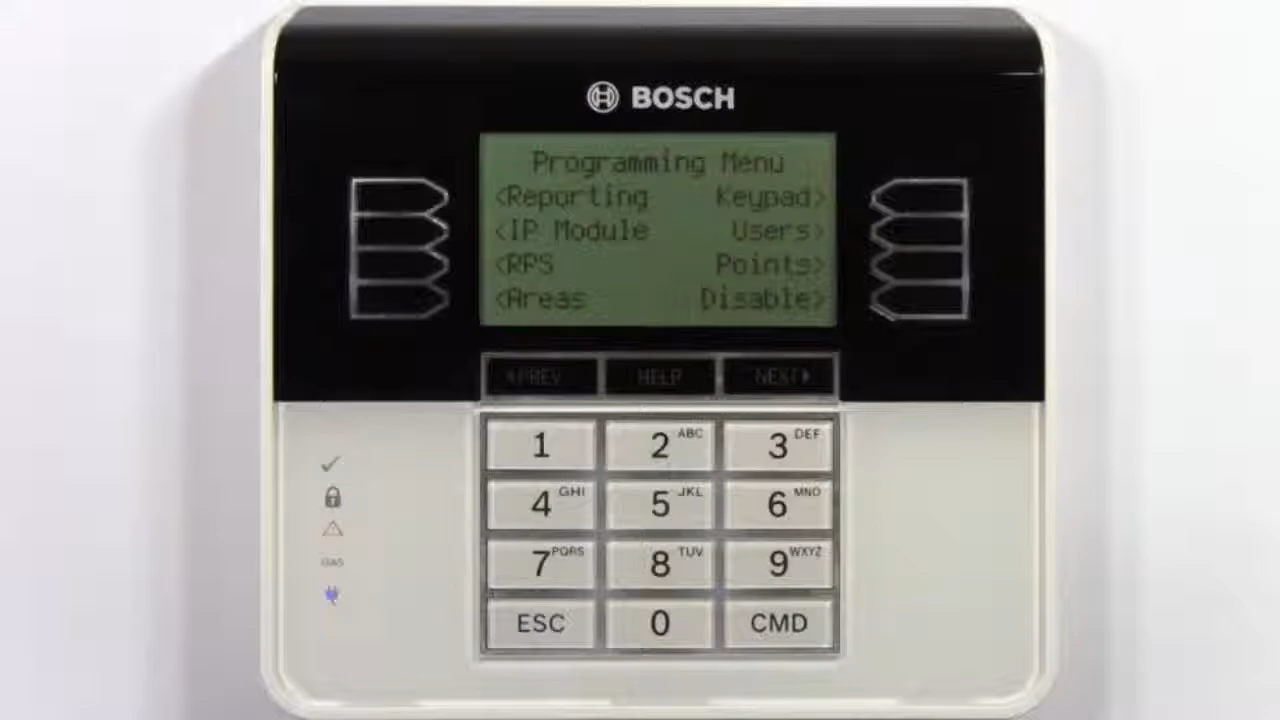 BOSCH
Programming Menu
<Reporting Keypad>
<IP Module Users>
<RPS Points>
<Areas Disable>
PREV HELP NEXT
1 2 ABC 3 DEF
4 GHI 5 JKL 6 MNO
7 PQRS 8 TUV 9 WXYZ
ESC 0 CMD
GAS